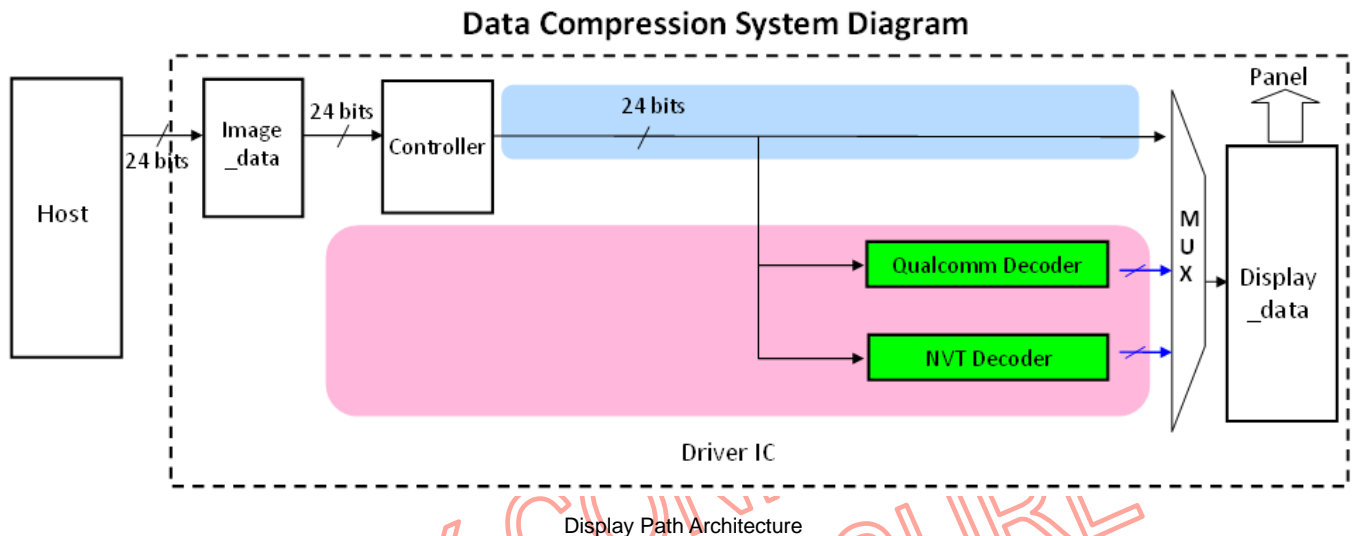 Data Compression System Diagram
Host
24 bits
Image
_data
24 bits
Controller
24 bits
Qualcomm Decoder
NVT Decoder
MUX
Panel
Display
_data
Driver IC
Display Path Architecture